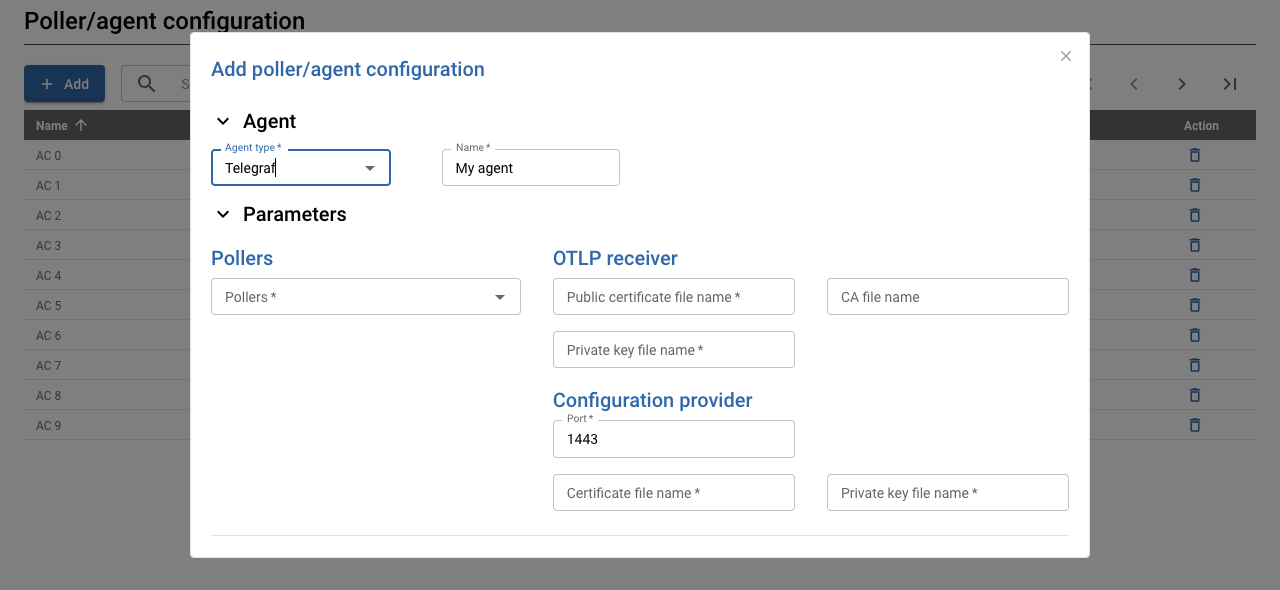 Poller/agent configuration
Add
S
Name
Action
AC 0
AC 1
AC 2
AC 3
AC 4
AC 5
AC 6
AC 7
AC 8
AC 9
Add poller/agent configuration
Agent
Agent type *
Telegraf
Name *
My agent
Parameters
Pollers
Pollers *
OTLP receiver
Public certificate file name *
CA file name
Private key file name *
Configuration provider
Port *
1443
Certificate file name *
Private key file name *